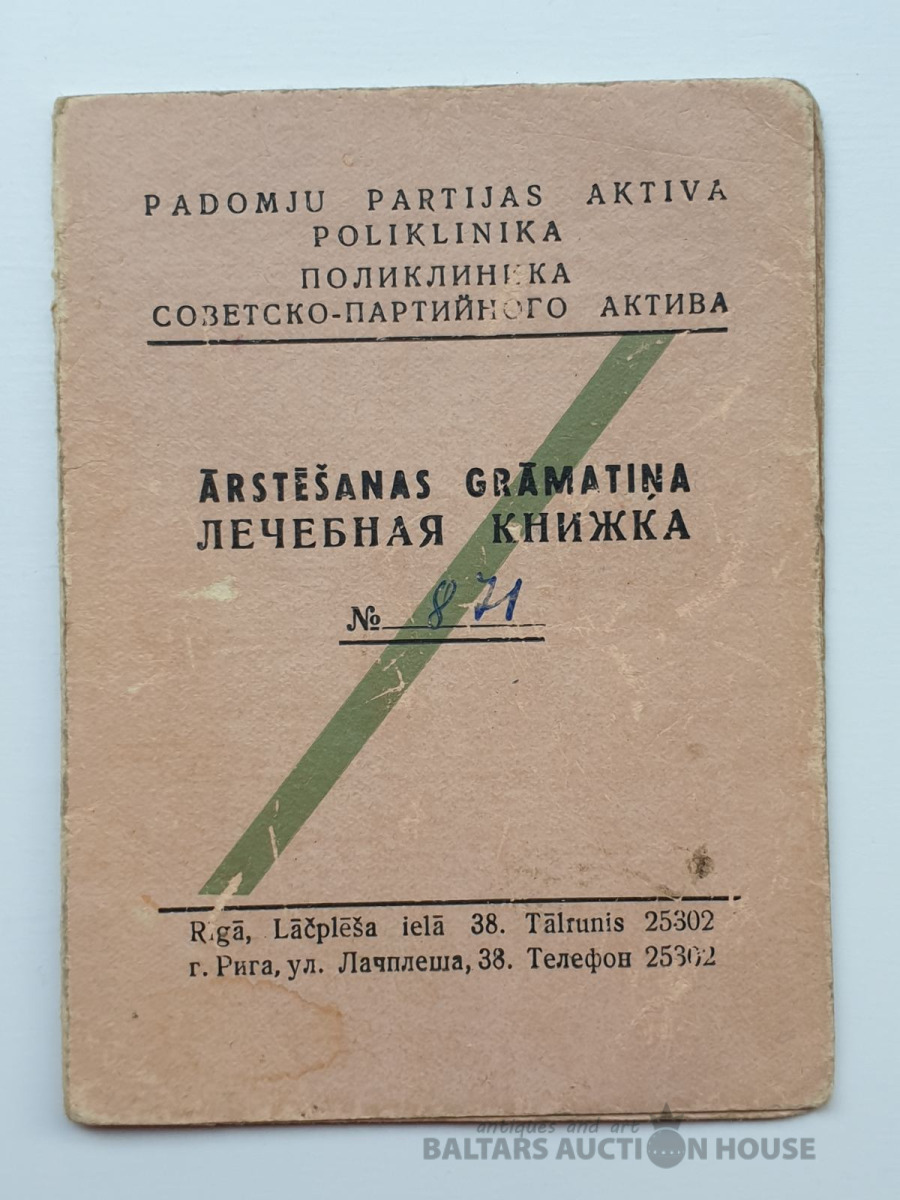 PADOMJU PARTIJAS AKTIVA
POLIKLINIKA
ПОЛИКЛИНИКА
СОВЕТСКО-ПАРТИЙНОГО АКТИВА
ĀRSTĒŠANAS GRĀMATIŅA
ЛЕЧЕБНАЯ КНИЖКА
№ 871
Rīgā, Lāčplēša ielā 38. Tālrunis 25302
г. Рига, ул. Лачплеша, 38. Телефон 25302
antiques and art
BALTARS AUCTION HOUSE